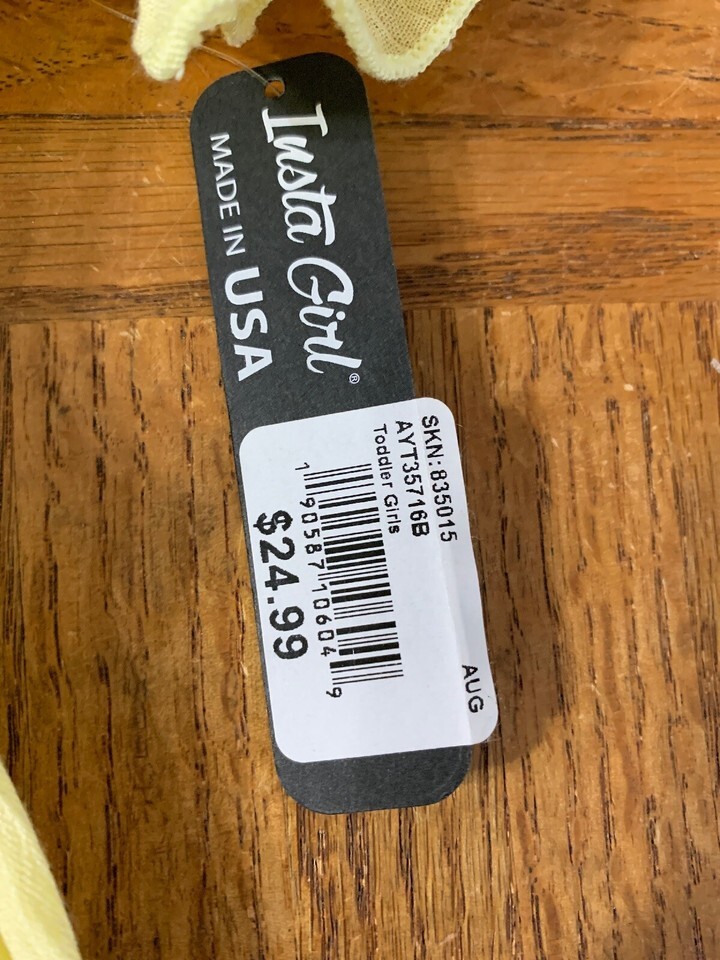 Insta Girl®
MADE IN USA
SKN:835015
AYT35716B
Toddler Girls
AUG
1 90587 10604 9
$24.99